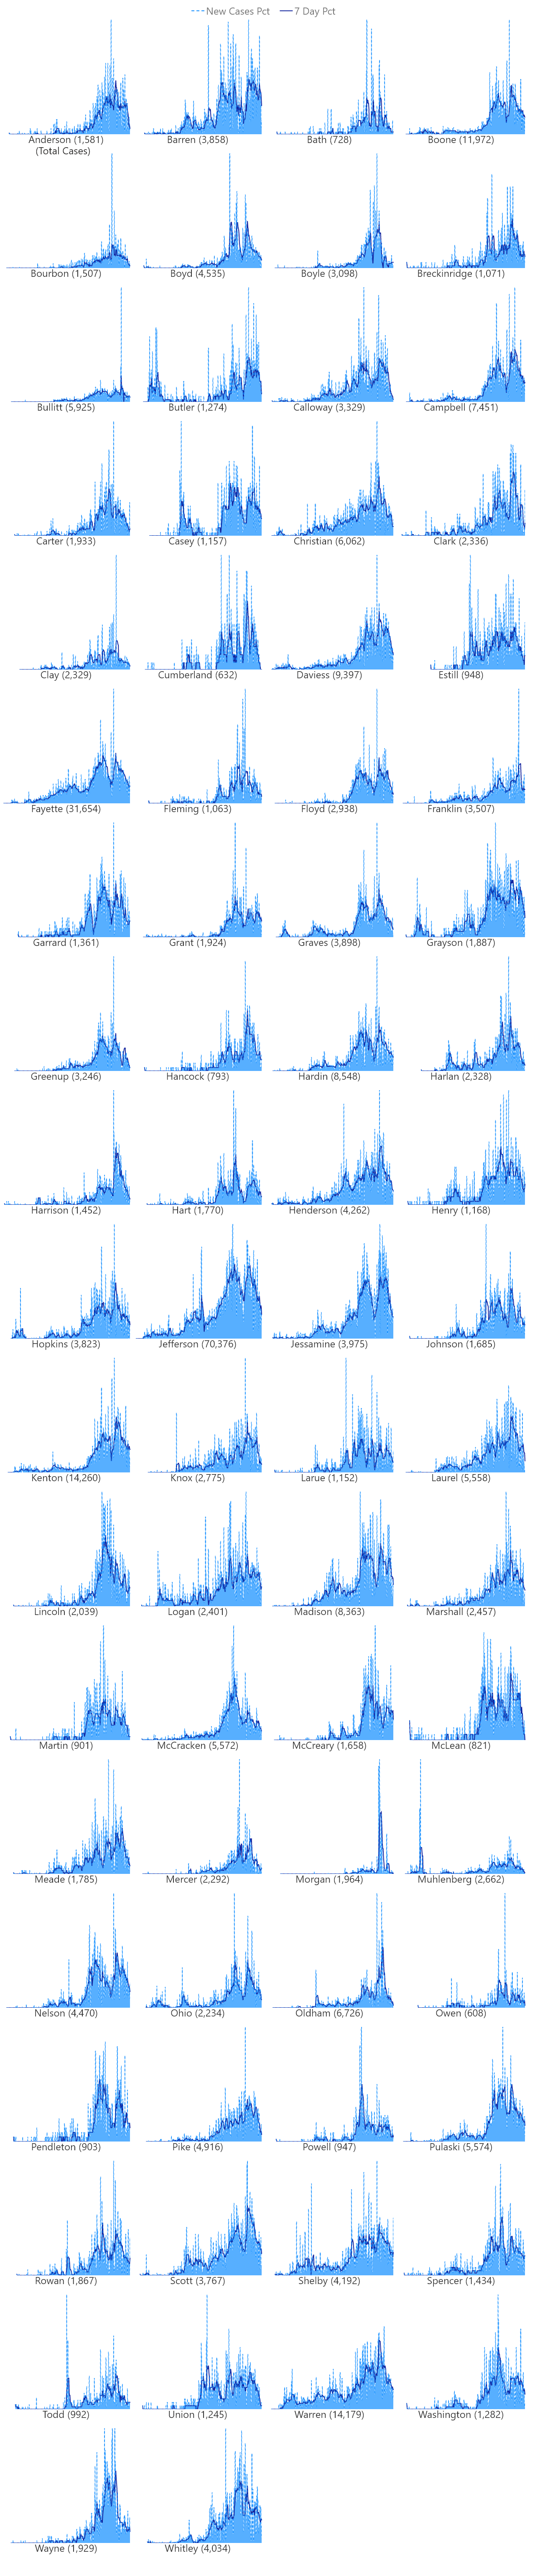 New Cases Pct 7 Day Pct
Anderson (1,581) Barren (3,858) Bath (728) Boone (11,972)
(Total Cases)
Bourbon (1,507) Boyd (4,535) Boyle (3,098) Breckinridge (1,071)
Bullitt (5,925) Butler (1,274) Calloway (3,329) Campbell (7,451)
Carter (1,933) Casey (1,157) Christian (6,062) Clark (2,336)
Clay (2,329) Cumberland (632) Daviess (9,397) Estill (948)
Fayette (31,654) Fleming (1,063) Floyd (2,938) Franklin (3,507)
Garrard (1,361) Grant (1,924) Graves (3,898) Grayson (1,887)
Greenup (3,246) Hancock (793) Hardin (8,548) Harlan (2,328)
Harrison (1,452) Hart (1,770) Henderson (4,262) Henry (1,168)
Hopkins (3,823) Jefferson (70,376) Jessamine (3,975) Johnson (1,685)
Kenton (14,260) Knox (2,775) Larue (1,152) Laurel (5,558)
Lincoln (2,039) Logan (2,401) Madison (8,363) Marshall (2,457)
Martin (901) McCracken (5,572) McCreary (1,658) McLean (821)
Meade (1,785) Mercer (2,292) Morgan (1,964) Muhlenberg (2,662)
Nelson (4,470) Ohio (2,234) Oldham (6,726) Owen (608)
Pendleton (903) Pike (4,916) Powell (947) Pulaski (5,574)
Rowan (1,867) Scott (3,767) Shelby (4,192) Spencer (1,434)
Todd (992) Union (1,245) Warren (14,179) Washington (1,282)
Wayne (1,929) Whitley (4,034)